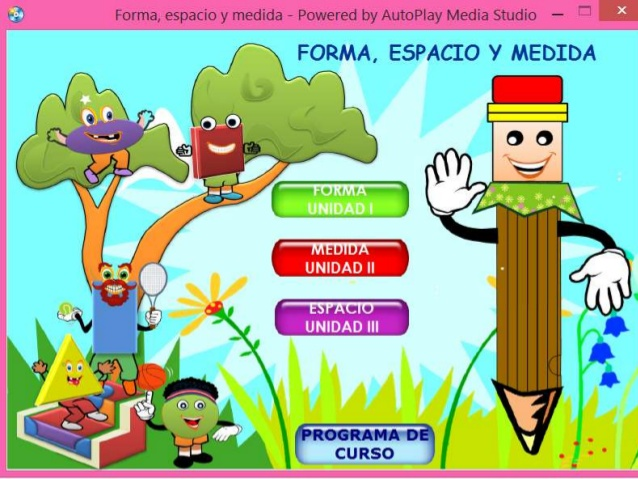 Forma, espacio y medida - Powered by AutoPlay Media Studio
FORMA, ESPACIO Y MEDIDA
FORMA
UNIDAD I
MEDIDA
UNIDAD II
ESPACIO
UNIDAD III
PROGRAMA DE
CURSO